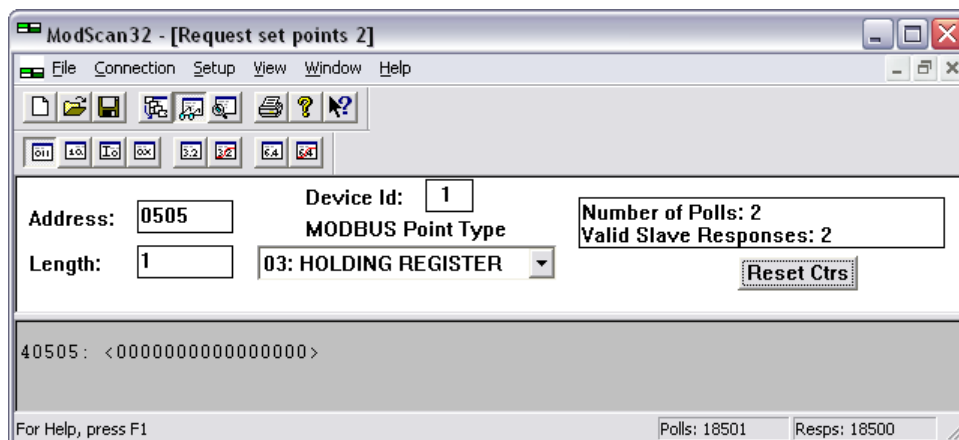 ModScan32 - [Request set points 2]
File Connection Setup View Window Help
Address: 0505
Device Id: 1
MODBUS Point Type
Length: 1
03: HOLDING REGISTER
Number of Polls: 2
Valid Slave Responses: 2
Reset Ctrs
40505: <0000000000000000>
For Help, press F1
Polls: 18501
Resps: 18500